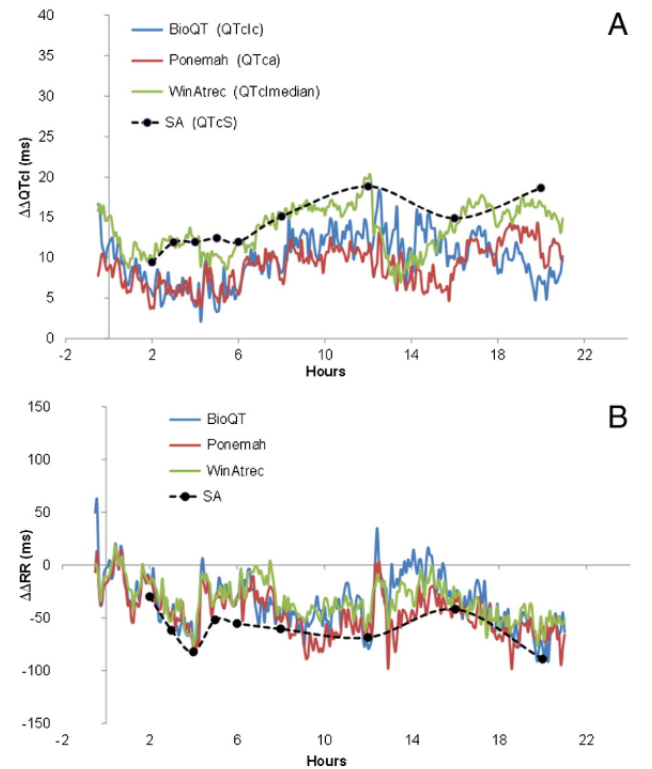 A
40
35
30
25
20
15
10
5
0
ΔΔQTcI (ms)
BioQT (QTcIc)
Ponemah (QTca)
WinAtrec (QTcImedian)
SA (QTcS)
-2 2 6 10 14 18 22
Hours
B
150
100
50
0
-50
-100
-150
ΔΔRR (ms)
BioQT
Ponemah
WinAtrec
SA
-2 2 6 10 14 18 22
Hours